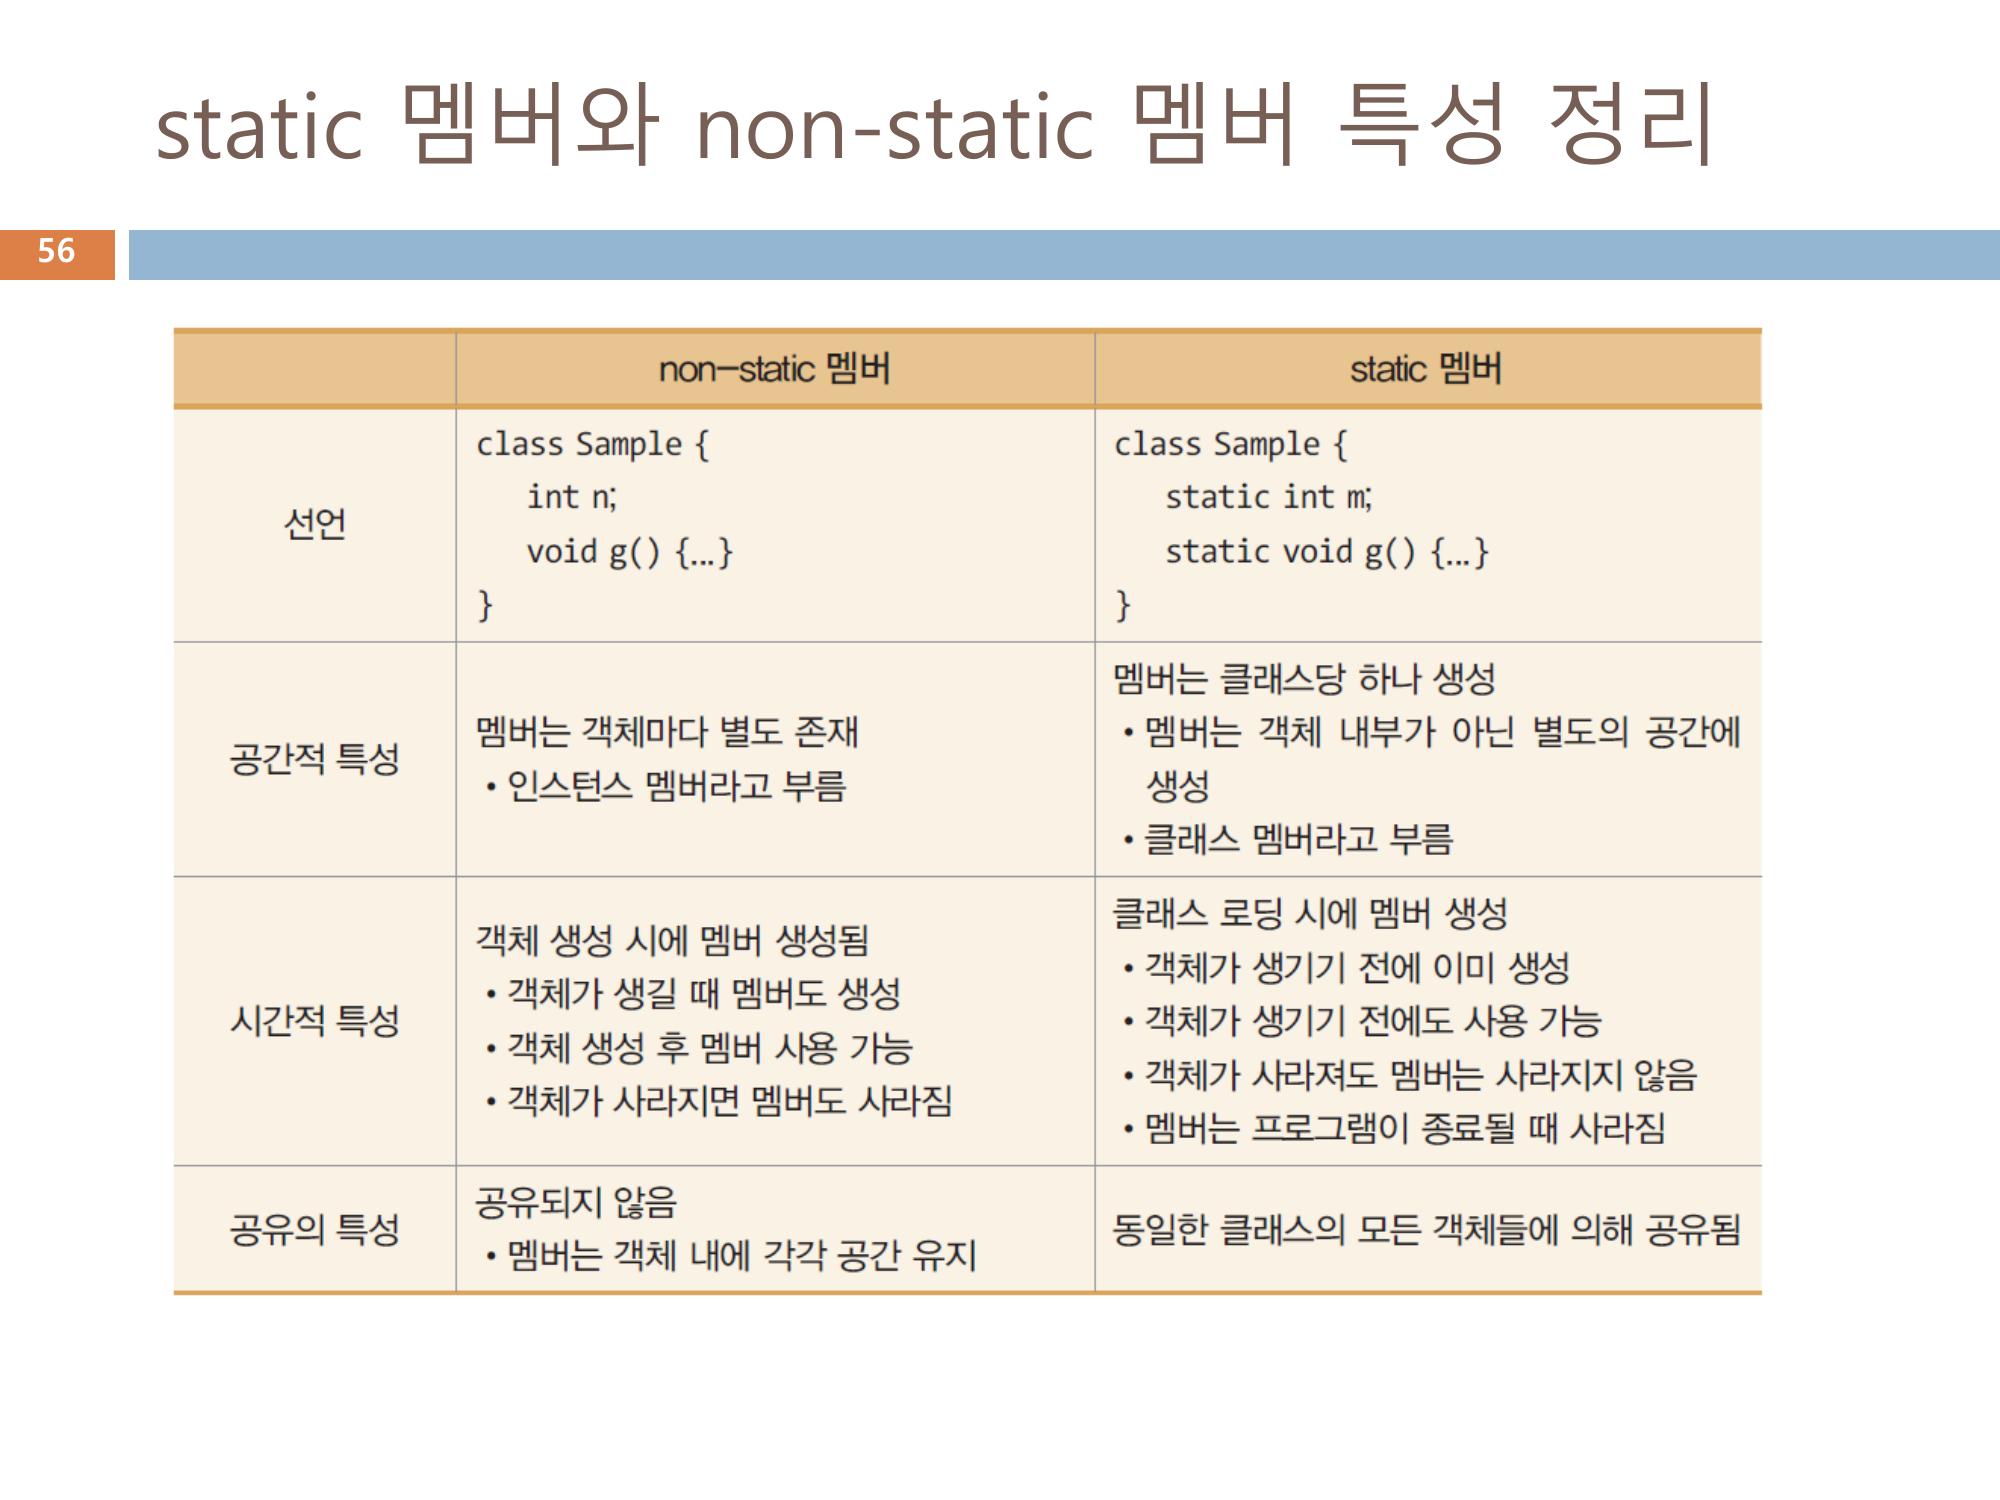 static 멤버와 non-static 멤버 특성 정리
56
non-static 멤버
static 멤버
선언
class Sample {
int n;
void g() {...}
}
class Sample {
static int m;
static void g() {...}
}
공간적 특성
멤버는 객체마다 별도 존재
• 인스턴스 멤버라고 부름
멤버는 클래스당 하나 생성
• 멤버는 객체 내부가 아닌 별도의 공간에
생성
• 클래스 멤버라고 부름
시간적 특성
객체 생성 시에 멤버 생성됨
• 객체가 생길 때 멤버도 생성
• 객체 생성 후 멤버 사용 가능
• 객체가 사라지면 멤버도 사라짐
클래스 로딩 시에 멤버 생성
• 객체가 생기기 전에 이미 생성
• 객체가 생기기 전에도 사용 가능
• 객체가 사라져도 멤버는 사라지지 않음
• 멤버는 프로그램이 종료될 때 사라짐
공유의 특성
공유되지 않음
• 멤버는 객체 내에 각각 공간 유지
동일한 클래스의 모든 객체들에 의해 공유됨